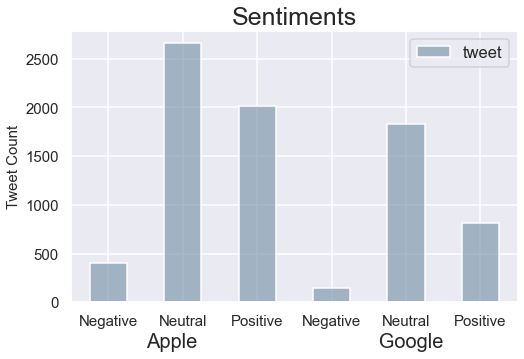 Sentiments
tweet
Tweet Count
2500
2000
1500
1000
500
0
Negative Neutral Positive Negative Neutral Positive
Apple Google